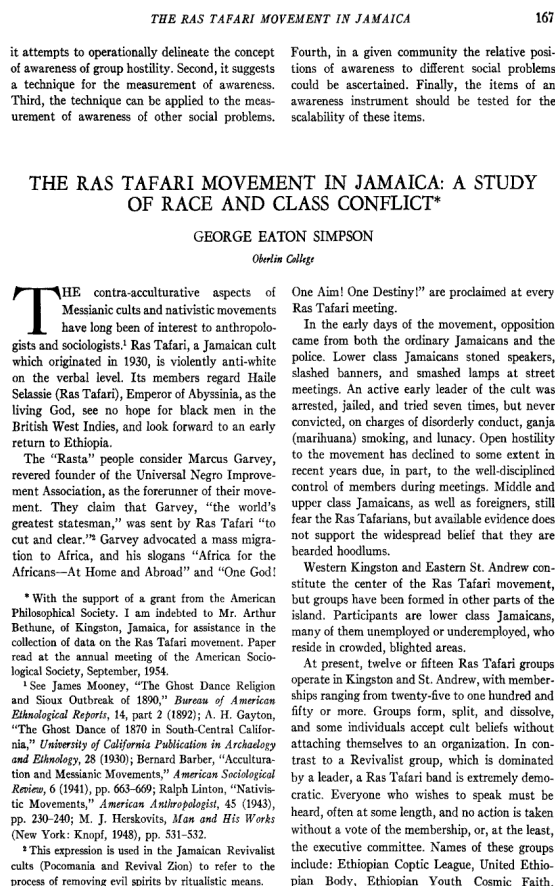 THE RAS TAFARI MOVEMENT IN JAMAICA 167
it attempts to operationally delineate the concept
of awareness of group hostility. Second, it suggests
a technique for the measurement of awareness.
Third, the technique can be applied to the meas-
urement of awareness of other social problems.
Fourth, in a given community the relative posi-
tions of awareness to different social problems
could be ascertained. Finally, the items of an
awareness instrument should be tested for the
scalability of these items.
THE RAS TAFARI MOVEMENT IN JAMAICA: A STUDY
OF RACE AND CLASS CONFLICT*
GEORGE EATON SIMPSON
Oberlin College
THE contra-acculturative aspects of
Messianic cults and nativistic movements
have long been of interest to anthropolo-
gists and sociologists.¹ Ras Tafari, a Jamaican cult
which originated in 1930, is violently anti-white
on the verbal level. Its members regard Haile
Selassie (Ras Tafari), Emperor of Abyssinia, as the
living God, see no hope for black men in the
British West Indies, and look forward to an early
return to Ethiopia.
The "Rasta" people consider Marcus Garvey,
revered founder of the Universal Negro Improve-
ment Association, as the forerunner of their move-
ment. They claim that Garvey, "the world's
greatest statesman," was sent by Ras Tafari "to
cut and clear."² Garvey advocated a mass migra-
tion to Africa, and his slogans "Africa for the
Africans—At Home and Abroad" and "One God!
* With the support of a grant from the American
Philosophical Society. I am indebted to Mr. Arthur
Bethune, of Kingston, Jamaica, for assistance in the
collection of data on the Ras Tafari movement. Paper
read at the annual meeting of the American Socio-
logical Society, September, 1954.
¹ See James Mooney, "The Ghost Dance Religion
and Sioux Outbreak of 1890," Bureau of American
Ethnological Reports, 14, part 2 (1892); A. H. Gayton,
"The Ghost Dance of 1870 in South-Central Califor-
nia," University of California Publication in Archaelogy
and Ethnology, 28 (1930); Bernard Barber, "Accultura-
tion and Messianic Movements," American Sociological
Review, 6 (1941), pp. 663–669; Ralph Linton, "Nativis-
tic Movements," American Anthropologist, 45 (1943),
pp. 230–240; M. J. Herskovits, Man and His Works
(New York: Knopf, 1948), pp. 531–532.
² This expression is used in the Jamaican Revivalist
cults (Pocomania and Revival Zion) to refer to the
process of removing evil spirits by ritualistic means.
One Aim! One Destiny!" are proclaimed at every
Ras Tafari meeting.
In the early days of the movement, opposition
came from both the ordinary Jamaicans and the
police. Lower class Jamaicans stoned speakers,
slashed banners, and smashed lamps at street
meetings. An active early leader of the cult was
arrested, jailed, and tried seven times, but never
convicted, on charges of disorderly conduct, ganja
(marihuana) smoking, and lunacy. Open hostility
to the movement has declined to some extent in
recent years due, in part, to the well-disciplined
control of members during meetings. Middle and
upper class Jamaicans, as well as foreigners, still
fear the Ras Tafarians, but available evidence does
not support the widespread belief that they are
bearded hoodlums.
Western Kingston and Eastern St. Andrew con-
stitute the center of the Ras Tafari movement,
but groups have been formed in other parts of the
island. Participants are lower class Jamaicans,
many of them unemployed or underemployed, who
reside in crowded, blighted areas.
At present, twelve or fifteen Ras Tafari groups
operate in Kingston and St. Andrew, with member-
ships ranging from twenty-five to one hundred and
fifty or more. Groups form, split, and dissolve,
and some individuals accept cult beliefs without
attaching themselves to an organization. In con-
trast to a Revivalist group, which is dominated
by a leader, a Ras Tafari band is extremely demo-
cratic. Everyone who wishes to speak must be
heard, often at some length, and no action is taken
without a vote of the membership, or, at the least,
the executive committee. Names of these groups
include: Ethiopian Coptic League, United Ethio-
pian Body, Ethiopian Youth Cosmic Faith,